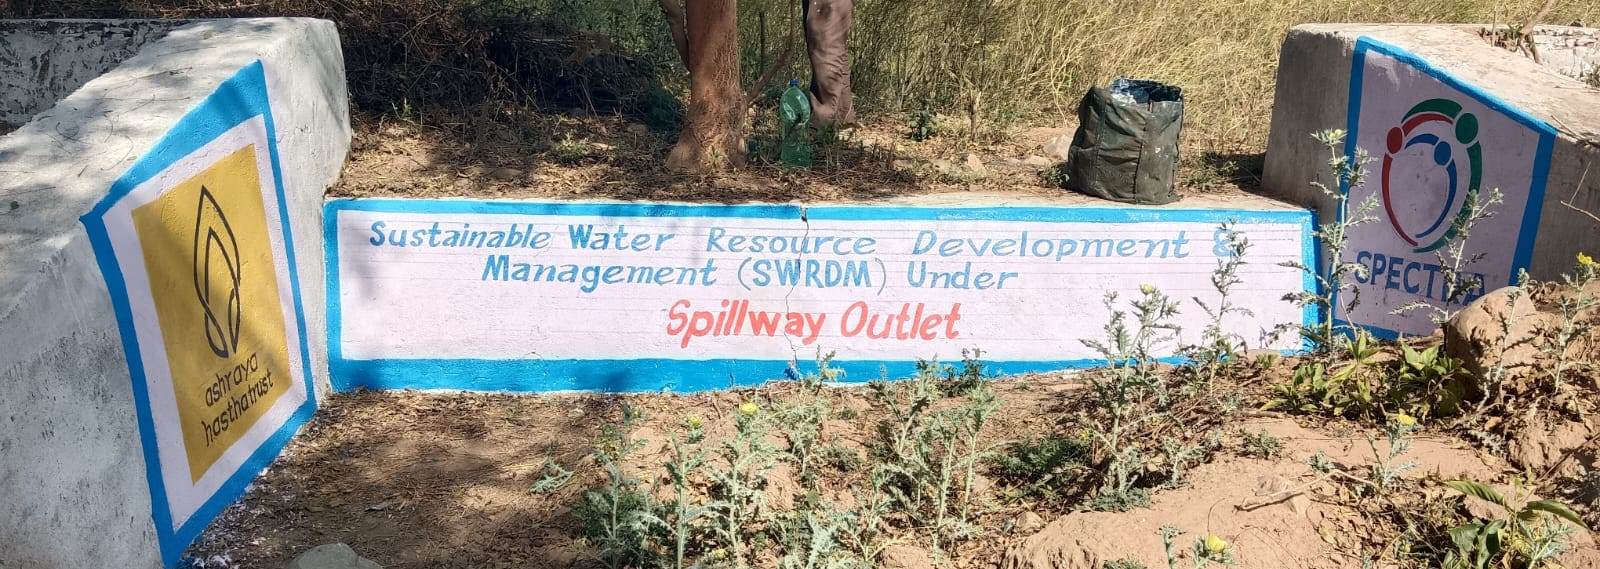 Sustainable Water Resource Development &
Management (SWRDM) Under
Spillway Outlet
ashraya
hastha trust
SPECTRA